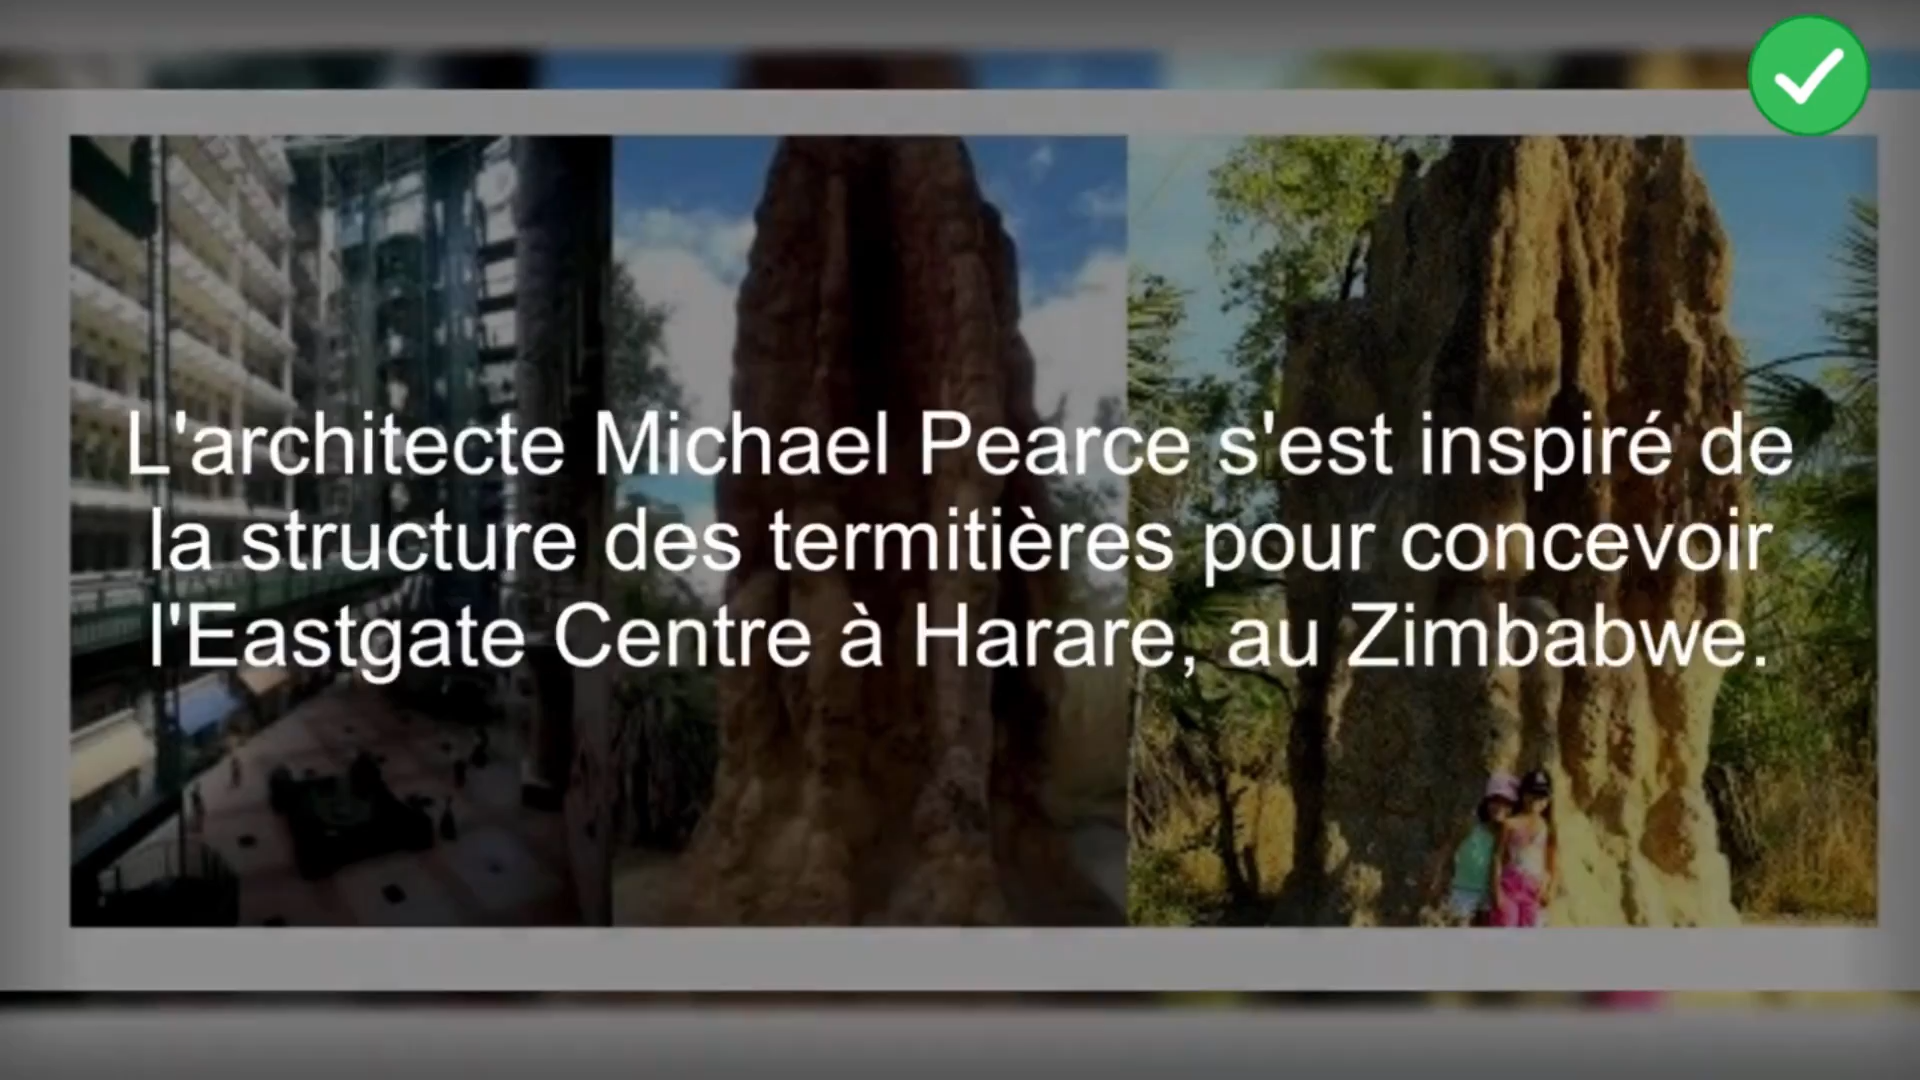 L'architecte Michael Pearce s'est inspiré de
la structure des termitières pour concevoir
l'Eastgate Centre à Harare, au Zimbabwe.